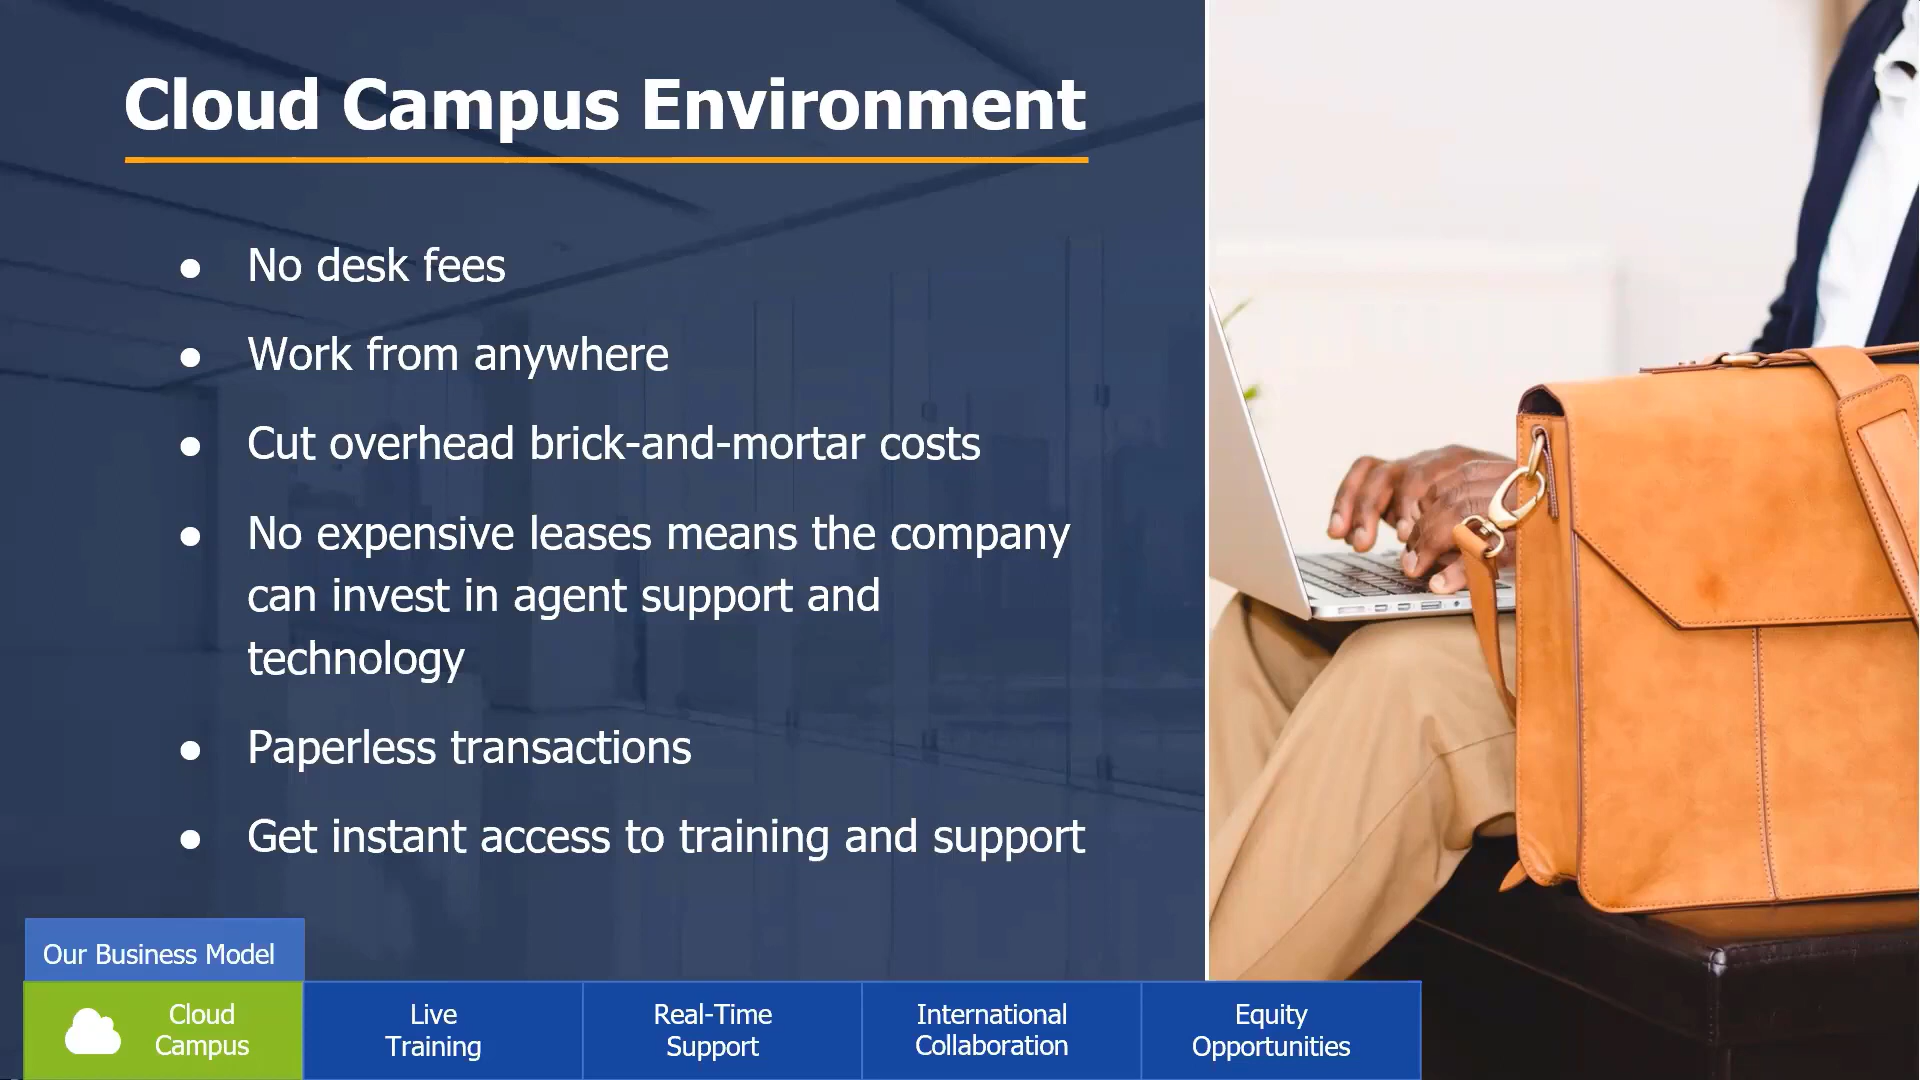 Cloud Campus Environment
● No desk fees
● Work from anywhere
● Cut overhead brick-and-mortar costs
● No expensive leases means the company
can invest in agent support and
technology
● Paperless transactions
● Get instant access to training and support
Our Business Model
Cloud
Campus
Live
Training
Real-Time
Support
International
Collaboration
Equity
Opportunities